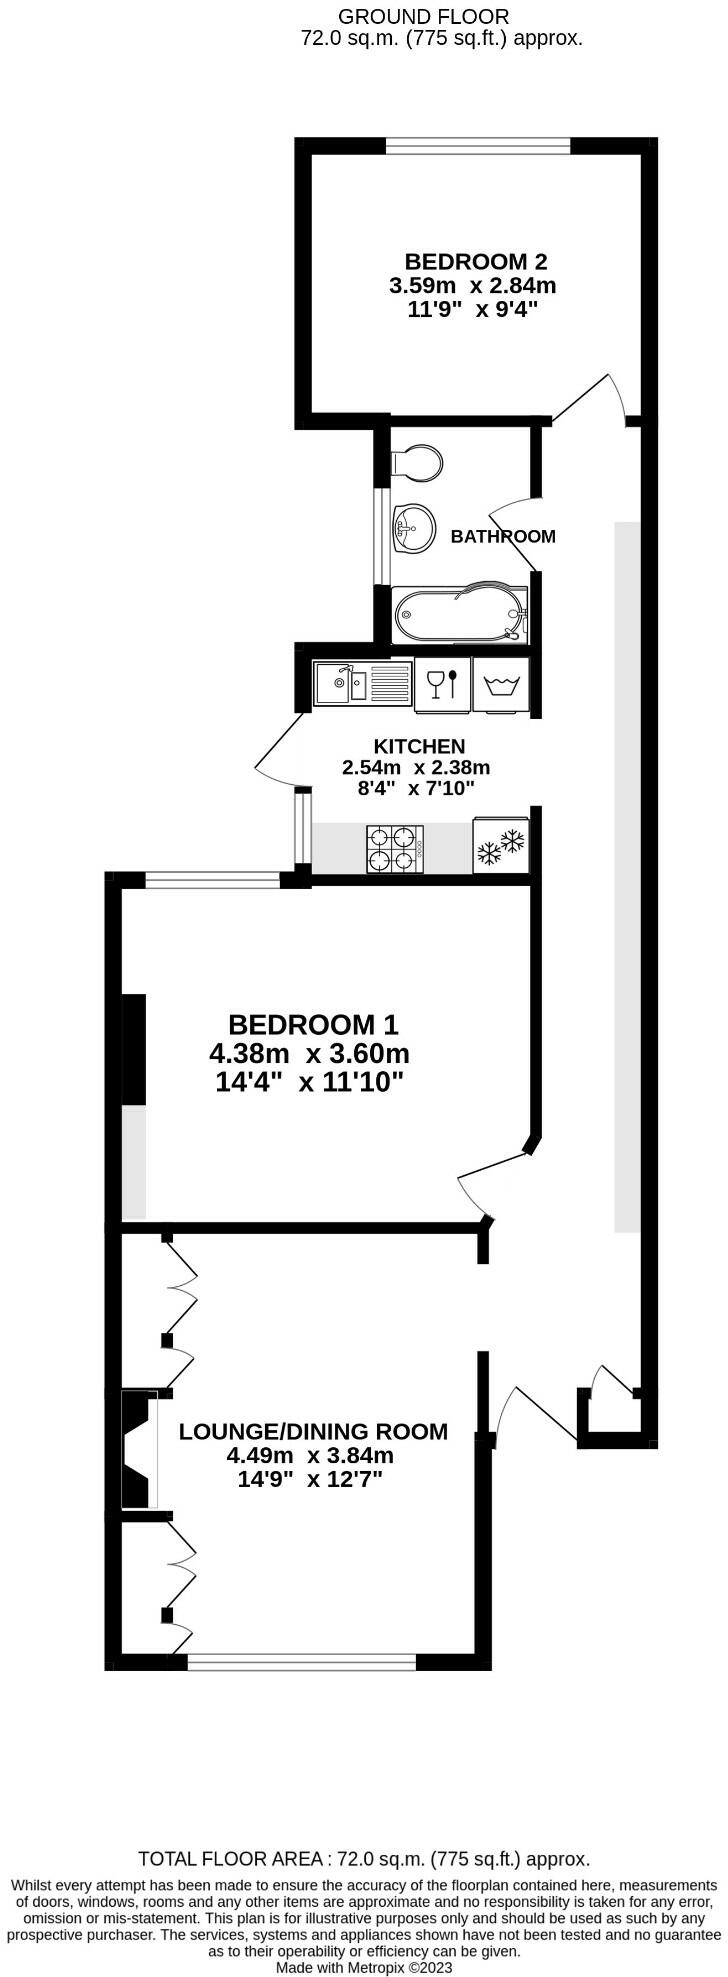 GROUND FLOOR
72.0 sq.m. (775 sq.ft.) approx.
BEDROOM 2
3.59m x 2.84m
11'9" x 9'4"
BATHROOM
KITCHEN
2.54m x 2.38m
8'4" x 7'10"
BEDROOM 1
4.38m x 3.60m
14'4" x 11'10"
LOUNGE/DINING ROOM
4.49m x 3.84m
14'9" x 12'7"
TOTAL FLOOR AREA : 72.0 sq.m. (775 sq.ft.) approx.
Whilst every attempt has been made to ensure the accuracy of the floorplan contained here, measurements
of doors, windows, rooms and any other items are approximate and no responsibility is taken for any error,
omission or mis-statement. This plan is for illustrative purposes only and should be used as such by any
prospective purchaser. The services, systems and appliances shown have not been tested and no guarantee
as to their operability or efficiency can be given.
Made with Metropix ©2023